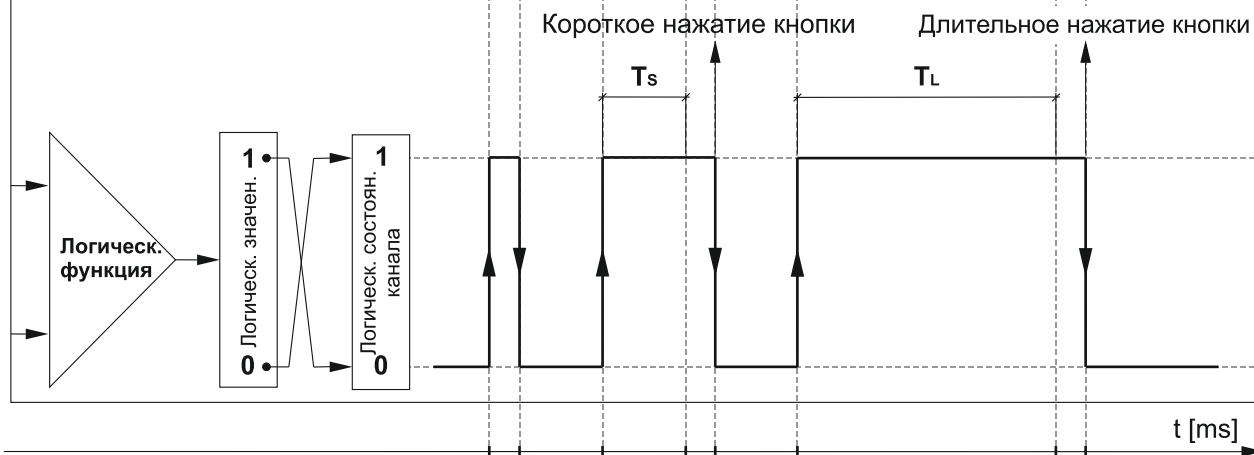 Короткое нажатие кнопки
Длительное нажатие кнопки
Ts
TL
1
1
Логическ. значен.
Логическ. состоян.
канала
Логическ.
функция
0
0
t [ms]